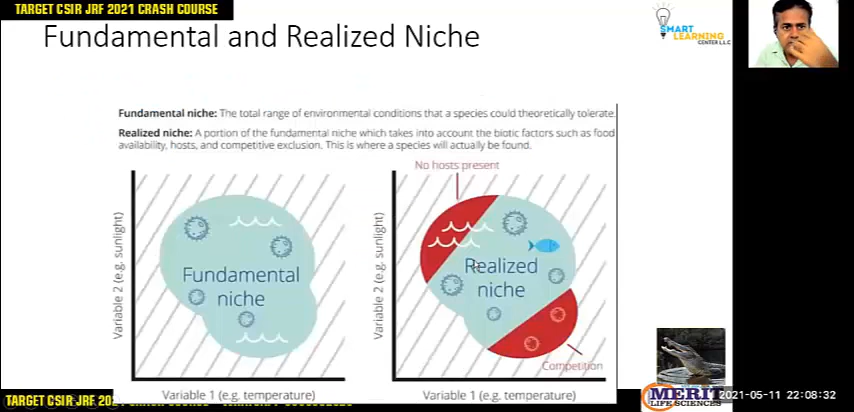 TARGET CSIR JRF 2021 CRASH COURSE
Fundamental and Realized Niche
SMART
LEARNING
CENTER L.L.C
Fundamental niche: The total range of environmental conditions that a species could theoretically tolerate.
Realized niche: A portion of the fundamental niche which takes into account the biotic factors such as food
availability, hosts, and competitive exclusion. This is where a species will actually be found.
No hosts present
Variable 2 (e.g. sunlight)
Fundamental
niche
Variable 1 (e.g. temperature)
Variable 2 (e.g. sunlight)
Realized
niche
Competition
Variable 1 (e.g. temperature)
TARGET CSIR JRF 202
MERIT
LIFE SCIENCES
2021-05-11 22:08:32